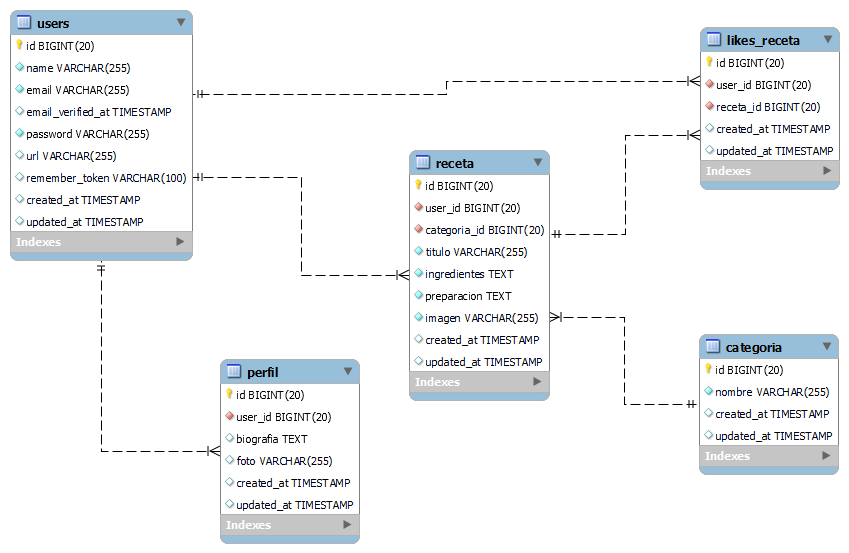 users
id BIGINT(20)
name VARCHAR(255)
email VARCHAR(255)
email_verified_at TIMESTAMP
password VARCHAR(255)
url VARCHAR(255)
remember_token VARCHAR(100)
created_at TIMESTAMP
updated_at TIMESTAMP
Indexes
likes_receta
id BIGINT(20)
user_id BIGINT(20)
receta_id BIGINT(20)
created_at TIMESTAMP
updated_at TIMESTAMP
Indexes
receta
id BIGINT(20)
user_id BIGINT(20)
categoria_id BIGINT(20)
titulo VARCHAR(255)
ingredientes TEXT
preparacion TEXT
imagen VARCHAR(255)
created_at TIMESTAMP
updated_at TIMESTAMP
Indexes
categoria
id BIGINT(20)
nombre VARCHAR(255)
created_at TIMESTAMP
updated_at TIMESTAMP
Indexes
perfil
id BIGINT(20)
user_id BIGINT(20)
biografia TEXT
foto VARCHAR(255)
created_at TIMESTAMP
updated_at TIMESTAMP
Indexes